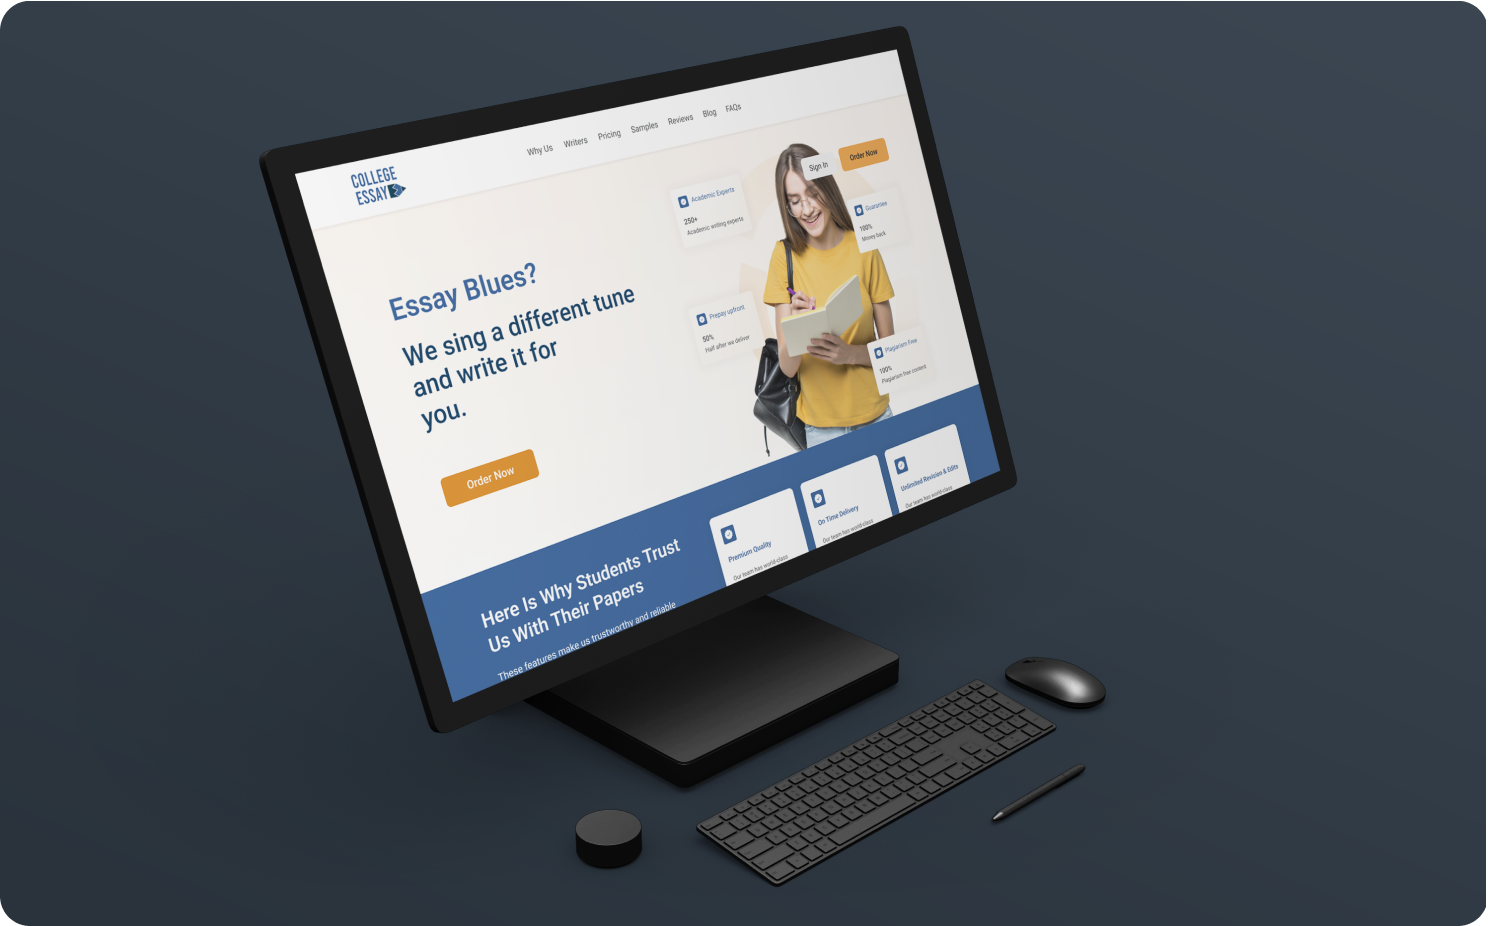 COLLEGE
ESSAY
Why Us Writers Pricing Samples Reviews Blog FAQs
Sign In
Order Now
Essay Blues?
We sing a different tune
and write it for
you.
Order Now
Academic Experts
250+
Academic writing experts
Guarantee
100%
Money back
Prepay upfront
50%
Half after we deliver
Plagiarism Free
100%
Plagiarism free content
Here Is Why Students Trust
Us With Their Papers
These features make us trustworthy and reliable
Premium Quality
Our team has world-class
On Time Delivery
Our team has world-class
Unlimited Revision & Edits
Our team has world-class